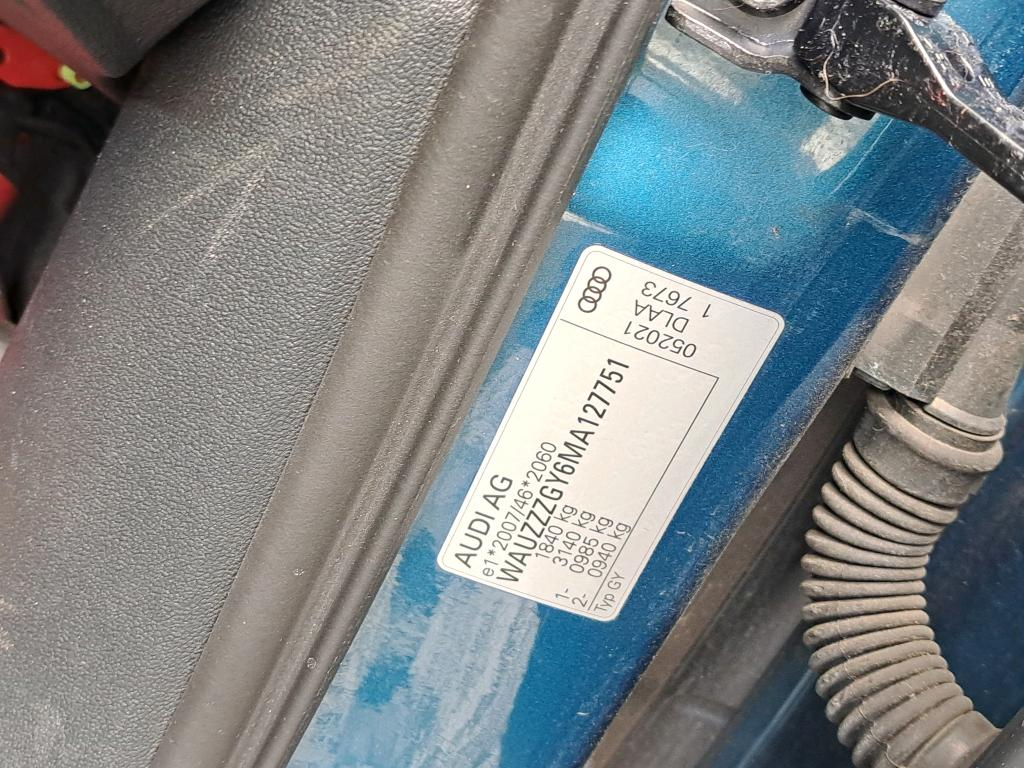 AUDI AG
e1*2007/46*2060
WAUZZZGY6MA127751
1840 kg
3140 kg
1- 0985 kg
2- 0940 kg
Typ GY
052021
DLAA
1 7673